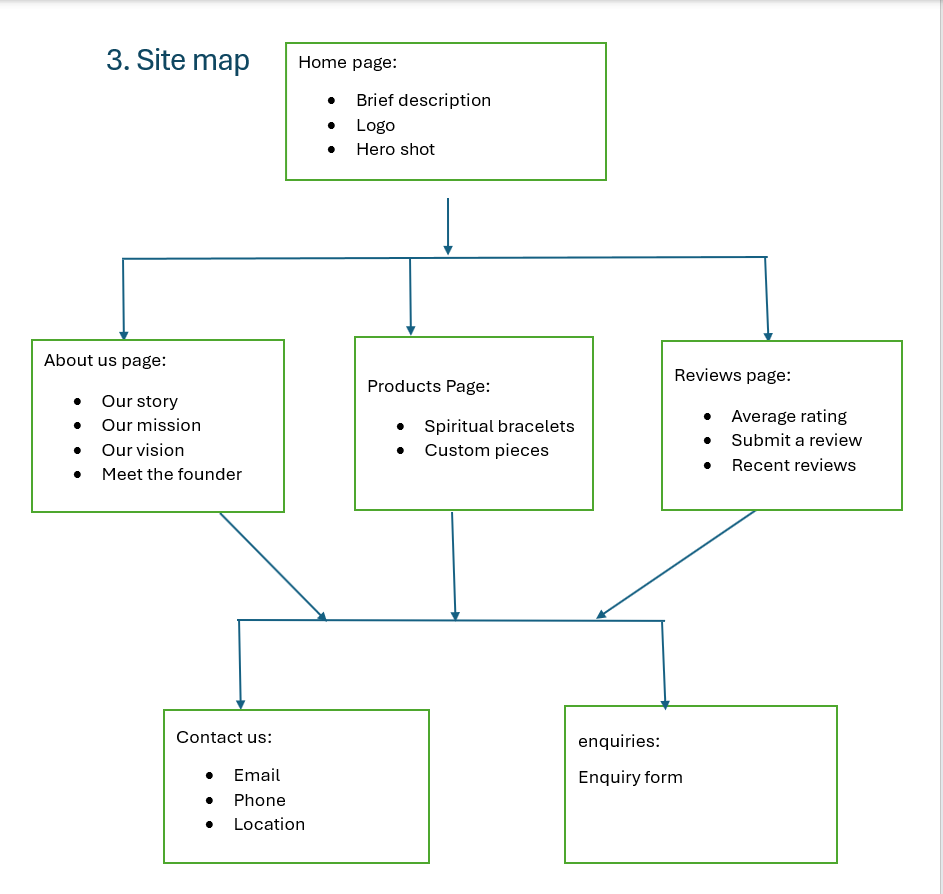 3. Site map
Home page:
• Brief description
• Logo
• Hero shot
About us page:
• Our story
• Our mission
• Our vision
• Meet the founder
Products Page:
• Spiritual bracelets
• Custom pieces
Reviews page:
• Average rating
• Submit a review
• Recent reviews
Contact us:
• Email
• Phone
• Location
enquiries:
Enquiry form